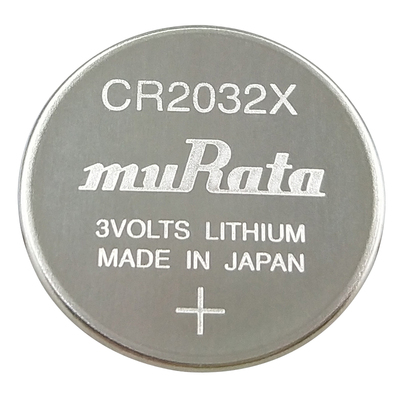 CR2032X
muRata
3VOLTS LITHIUM
MADE IN JAPAN
+